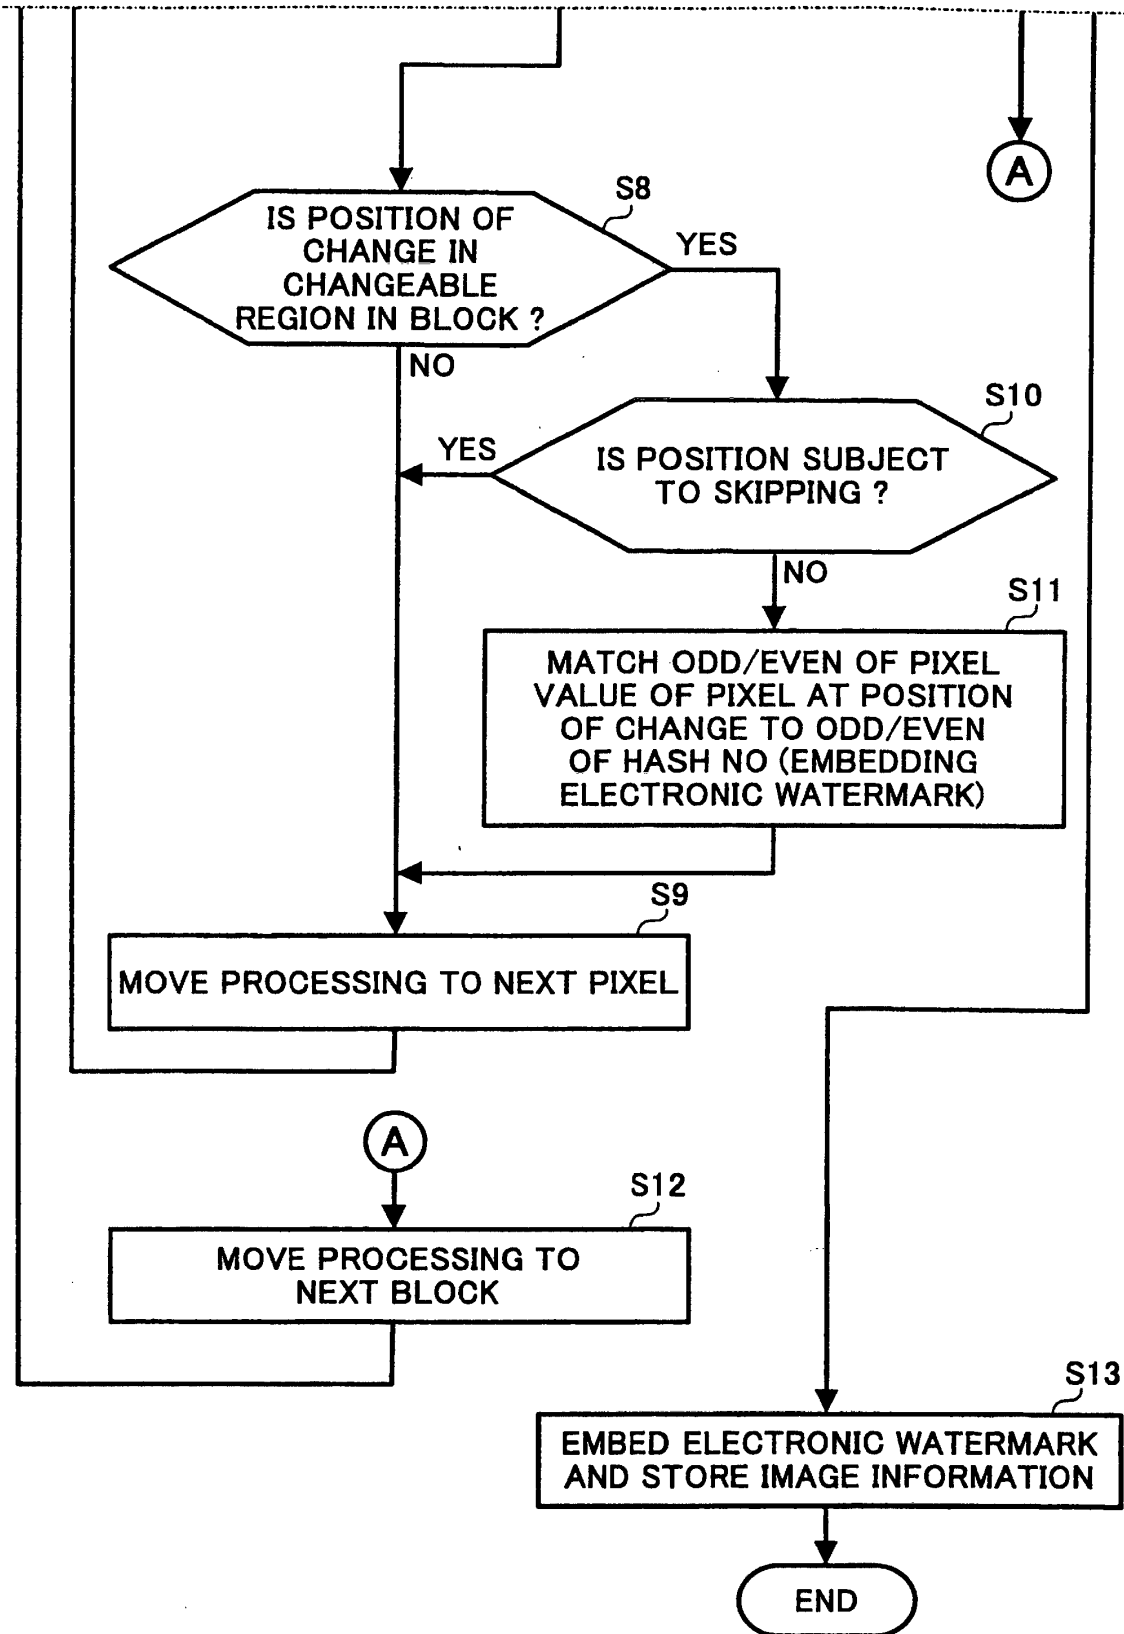 A
S8
IS POSITION OF
CHANGE IN
CHANGEABLE
REGION IN BLOCK ?
YES
NO
S10
YES
IS POSITION SUBJECT
TO SKIPPING ?
NO
S11
MATCH ODD/EVEN OF PIXEL
VALUE OF PIXEL AT POSITION
OF CHANGE TO ODD/EVEN
OF HASH NO (EMBEDDING
ELECTRONIC WATERMARK)
S9
MOVE PROCESSING TO NEXT PIXEL
A
S12
MOVE PROCESSING TO
NEXT BLOCK
S13
EMBED ELECTRONIC WATERMARK
AND STORE IMAGE INFORMATION
END